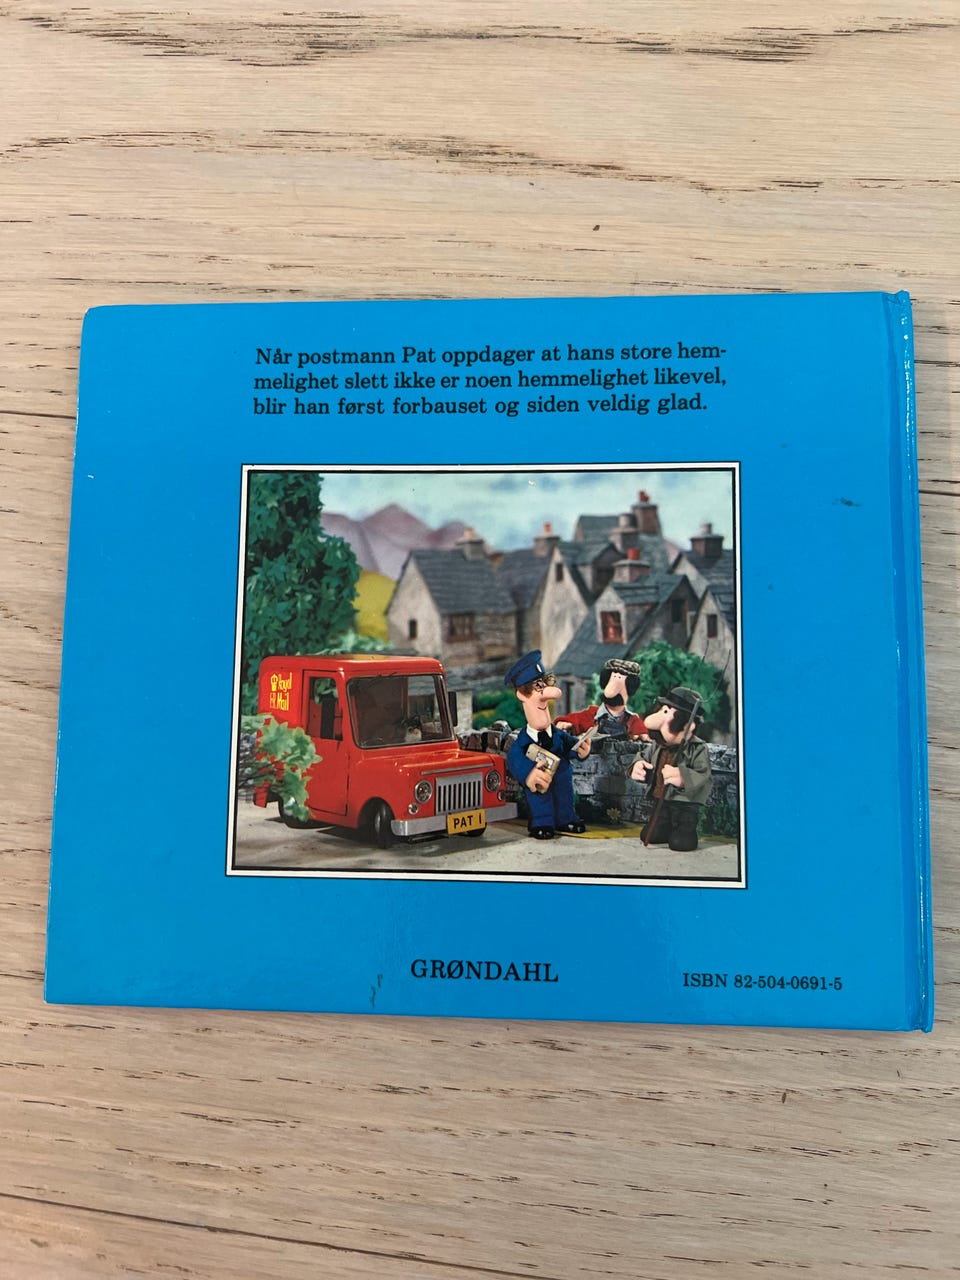 Når postmann Pat oppdager at hans store hem-
melighet slett ikke er noen hemmelighet likevel,
blir han først forbauset og siden veldig glad.
Royal
Mail
PAT 1
GRØNDAHL
ISBN 82-504-0691-5